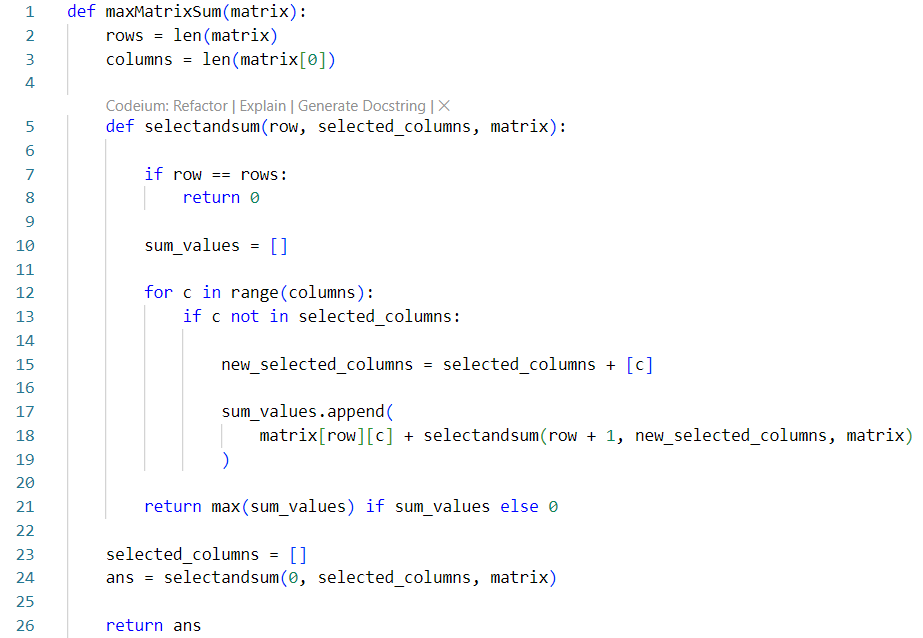 1 def maxMatrixSum(matrix):
2     rows = len(matrix)
3     columns = len(matrix[0])
4
Codeium: Refactor | Explain | Generate Docstring | ×
5     def selectandsum(row, selected_columns, matrix):
6
7         if row == rows:
8             return 0
9
10         sum_values = []
11
12         for c in range(columns):
13             if c not in selected_columns:
14
15                 new_selected_columns = selected_columns + [c]
16
17                 sum_values.append(
18                     matrix[row][c] + selectandsum(row + 1, new_selected_columns, matrix)
19                 )
20
21         return max(sum_values) if sum_values else 0
22
23     selected_columns = []
24     ans = selectandsum(0, selected_columns, matrix)
25
26     return ans